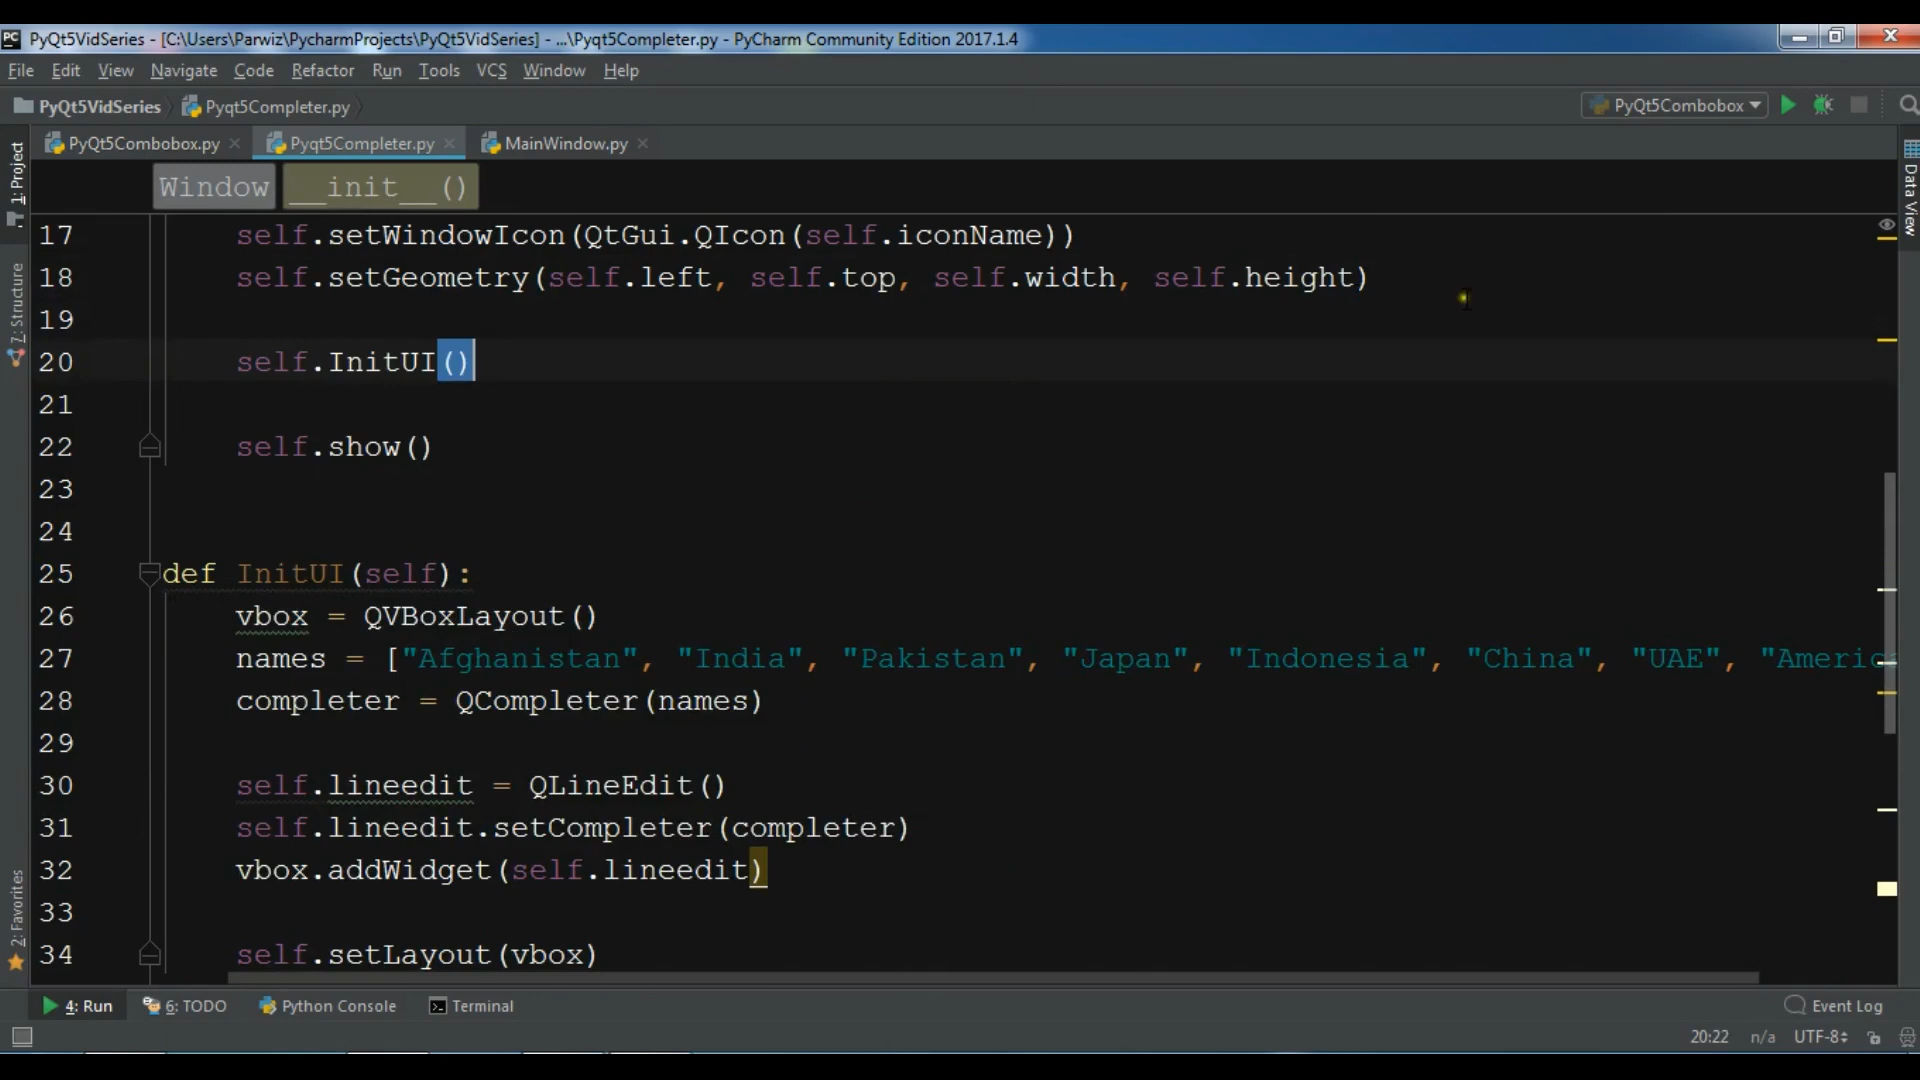 PyQt5VidSeries - [C:\Users\Parwiz\PycharmProjects\PyQt5VidSeries] - ...\Pyqt5Completer.py - PyCharm Community Edition 2017.1.4
File Edit View Navigate Code Refactor Run Tools VCS Window Help
PyQt5VidSeries Pyqt5Completer.py PyQt5Combobox
PyQt5Combobox.py Pyqt5Completer.py MainWindow.py
1: Project
7: Structure
2: Favorites
Data View
Window __init__()
17 self.setWindowIcon(QtGui.QIcon(self.iconName))
18 self.setGeometry(self.left, self.top, self.width, self.height)
19
20 self.InitUI()
21
22 self.show()
23
24
25 def InitUI(self):
26 vbox = QVBoxLayout()
27 names = ["Afghanistan", "India", "Pakistan", "Japan", "Indonesia", "China", "UAE", "Americ
28 completer = QCompleter(names)
29
30 self.lineedit = QLineEdit()
31 self.lineedit.setCompleter(completer)
32 vbox.addWidget(self.lineedit)
33
34 self.setLayout(vbox)
4: Run 6: TODO Python Console Terminal Event Log
20:22 n/a UTF-8